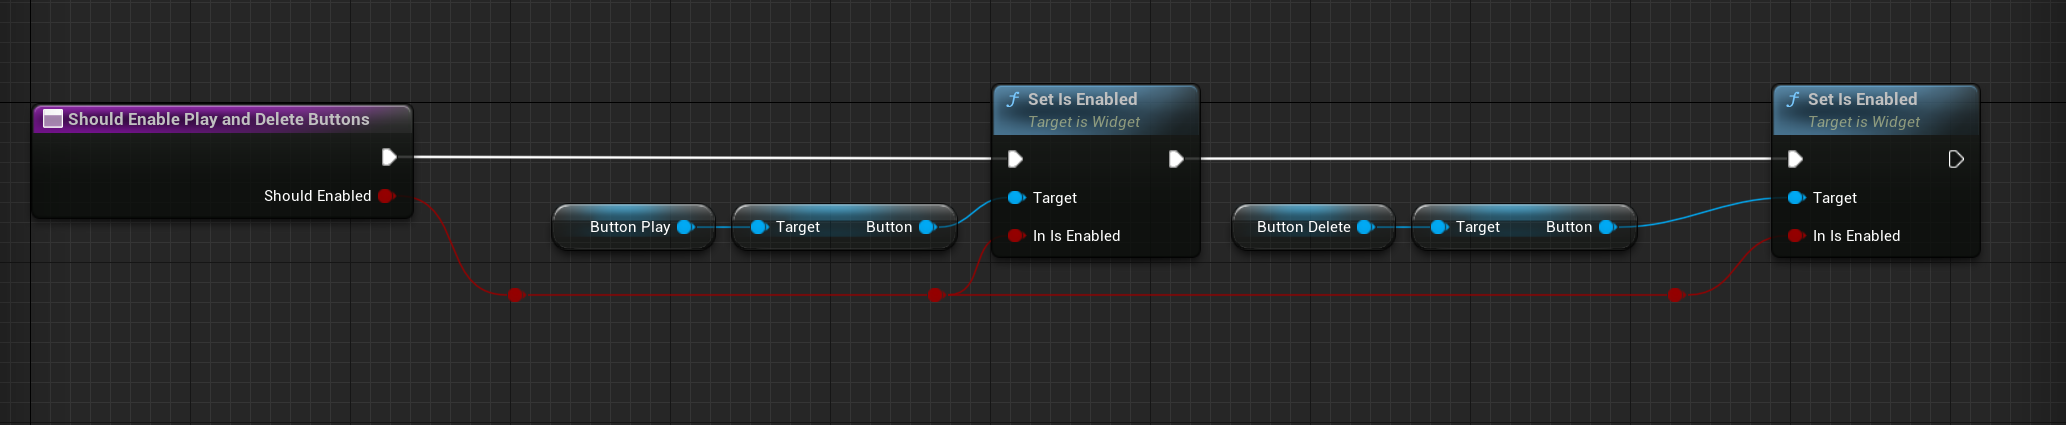 Should Enable Play and Delete Buttons
Should Enabled
Button Play
Target Button
Set Is Enabled
Target is Widget
Target
In Is Enabled
Button Delete
Target Button
Set Is Enabled
Target is Widget
Target
In Is Enabled